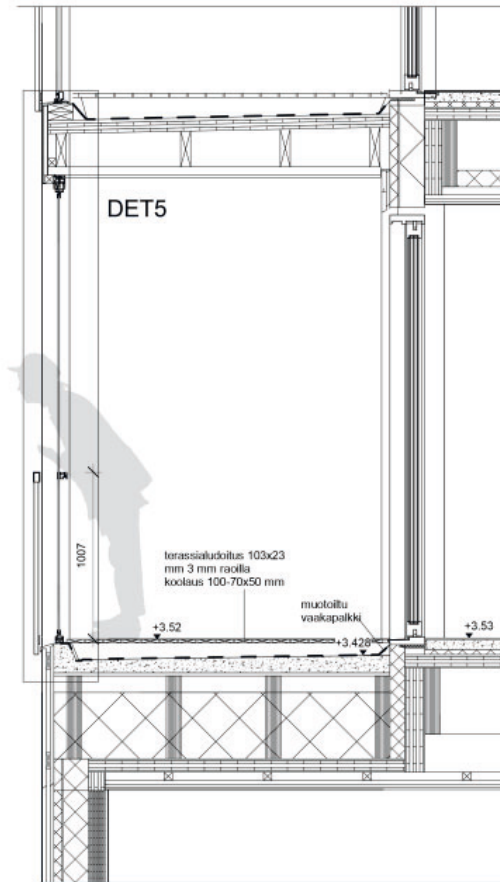 DET5
1007
terassialudoitus 103x23
mm 3 mm raoilla
koolaus 100-70x50 mm
muotoiltu
vaakapalkki
+3.52
+3.428
+3.53